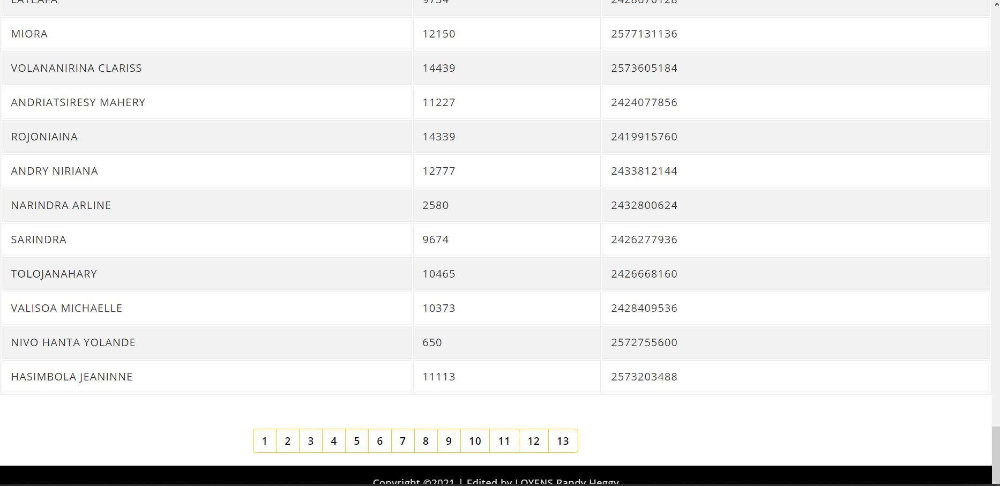 LAYLAFA 9734 2428670128
MIORA 12150 2577131136
VOLANANIRINA CLARISS 14439 2573605184
ANDRIATSIRESY MAHERY 11227 2424077856
ROJONIAINA 14339 2419915760
ANDRY NIRIANA 12777 2433812144
NARINDRA ARLINE 2580 2432800624
SARINDRA 9674 2426277936
TOLOJANAHARY 10465 2426668160
VALISOA MICHAELLE 10373 2428409536
NIVO HANTA YOLANDE 650 2572755600
HASIMBOLA JEANINNE 11113 2573203488
1 2 3 4 5 6 7 8 9 10 11 12 13
Copyright ©2021 | Edited by LOYENS Randy Heggy